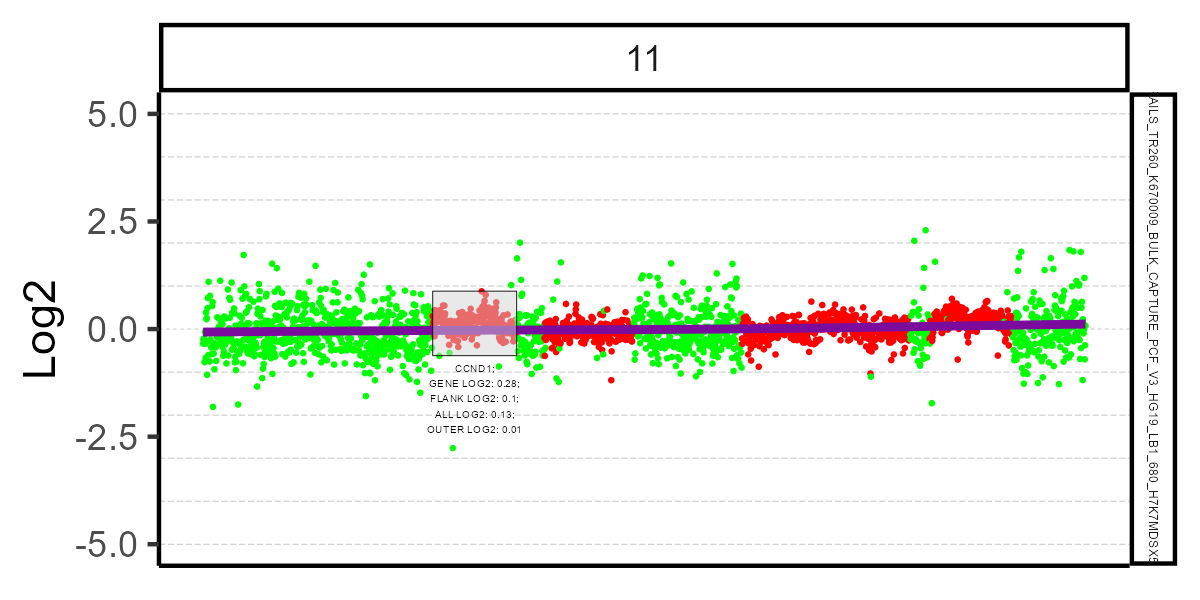 11
Log2
5.0
2.5
0.0
-2.5
-5.0
CCND1:
GENE LOG2: 0.28;
FLANK LOG2: 0.1;
ALL LOG2: 0.13;
OUTER LOG2: 0.01
AILS_TR260_K670009_BULK_CAPTURE_PCF_V3_HG19_LB1_680_H7K7MDSX5